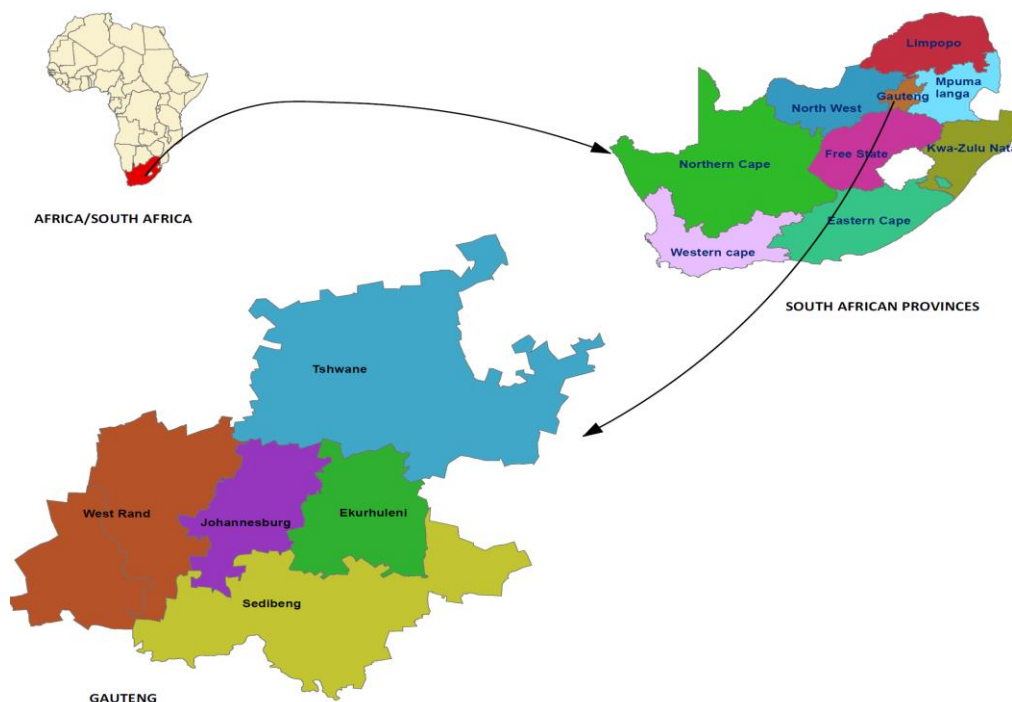 AFRICA/SOUTH AFRICA
Limpopo
Mpuma
langa
Gauteng
North West
Free State
Kwa-Zulu Nata
Northern Cape
Eastern Cape
Western cape
SOUTH AFRICAN PROVINCES
Tshwane
West Rand
Johannesburg
Ekurhuleni
Sedibeng
GAUTENG